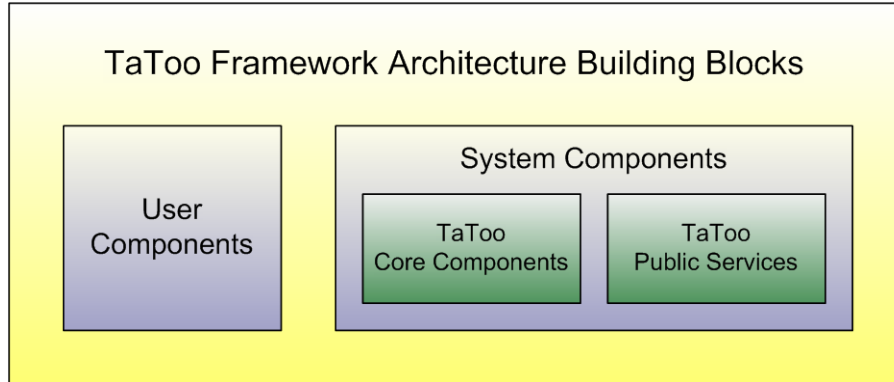 TaToo Framework Architecture Building Blocks
User
Components
System Components
TaToo
Core Components
TaToo
Public Services